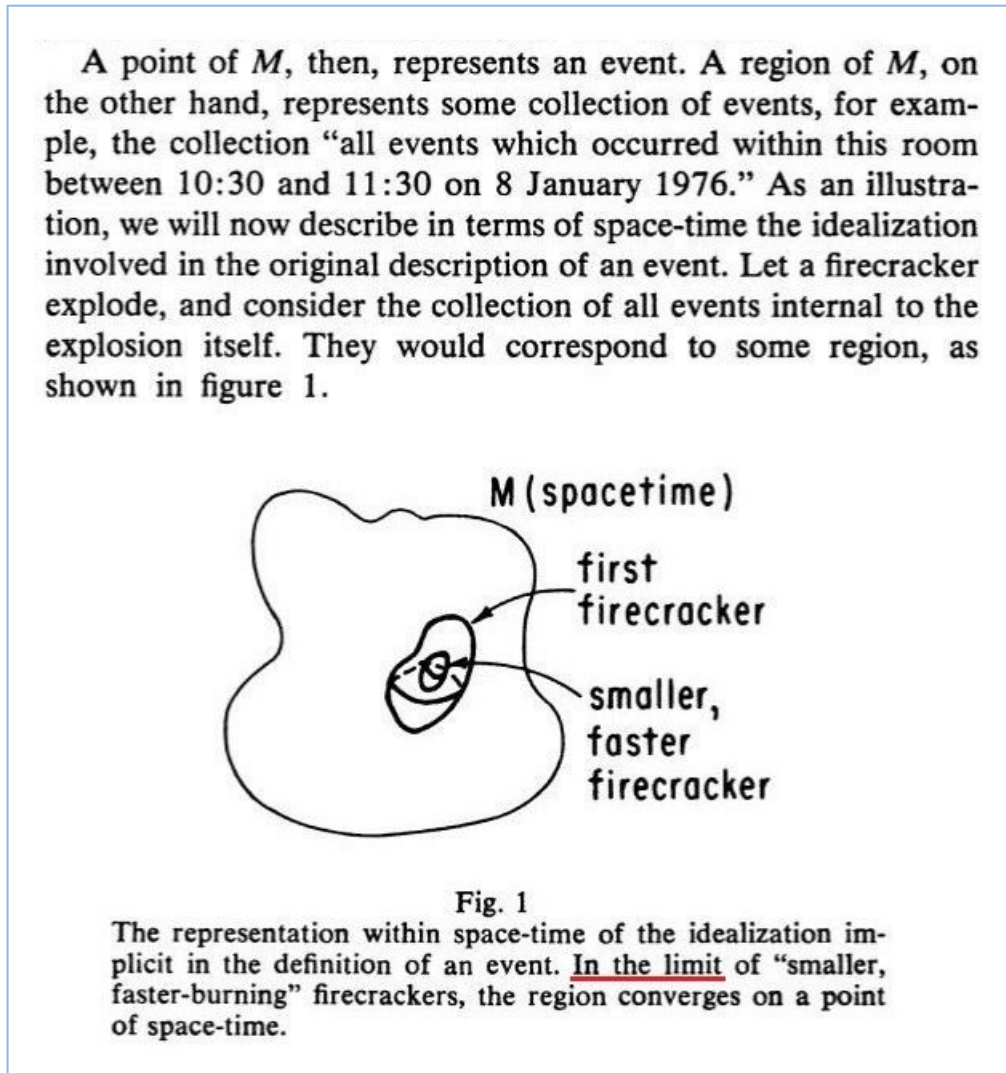 A point of M, then, represents an event. A region of M, on
the other hand, represents some collection of events, for exam-
ple, the collection “all events which occurred within this room
between 10:30 and 11:30 on 8 January 1976.” As an illustra-
tion, we will now describe in terms of space-time the idealization
involved in the original description of an event. Let a firecracker
explode, and consider the collection of all events internal to the
explosion itself. They would correspond to some region, as
shown in figure 1.
M (spacetime)
first
firecracker
smaller,
faster
firecracker
Fig. 1
The representation within space-time of the idealization im-
plicit in the definition of an event. In the limit of “smaller,
faster-burning” firecrackers, the region converges on a point
of space-time.